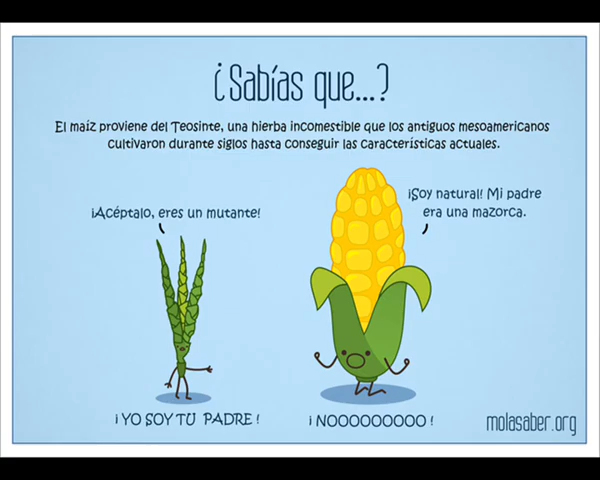 ¿Sabías que...?
El maíz proviene del Teosinte, una hierba incomestible que los antiguos mesoamericanos
cultivaron durante siglos hasta conseguir las características actuales.
¡Acéptalo, eres un mutante!
¡Soy natural! Mi padre
era una mazorca.
¡YO SOY TU PADRE!
¡NOOOOOOOOO!
molasaber.org